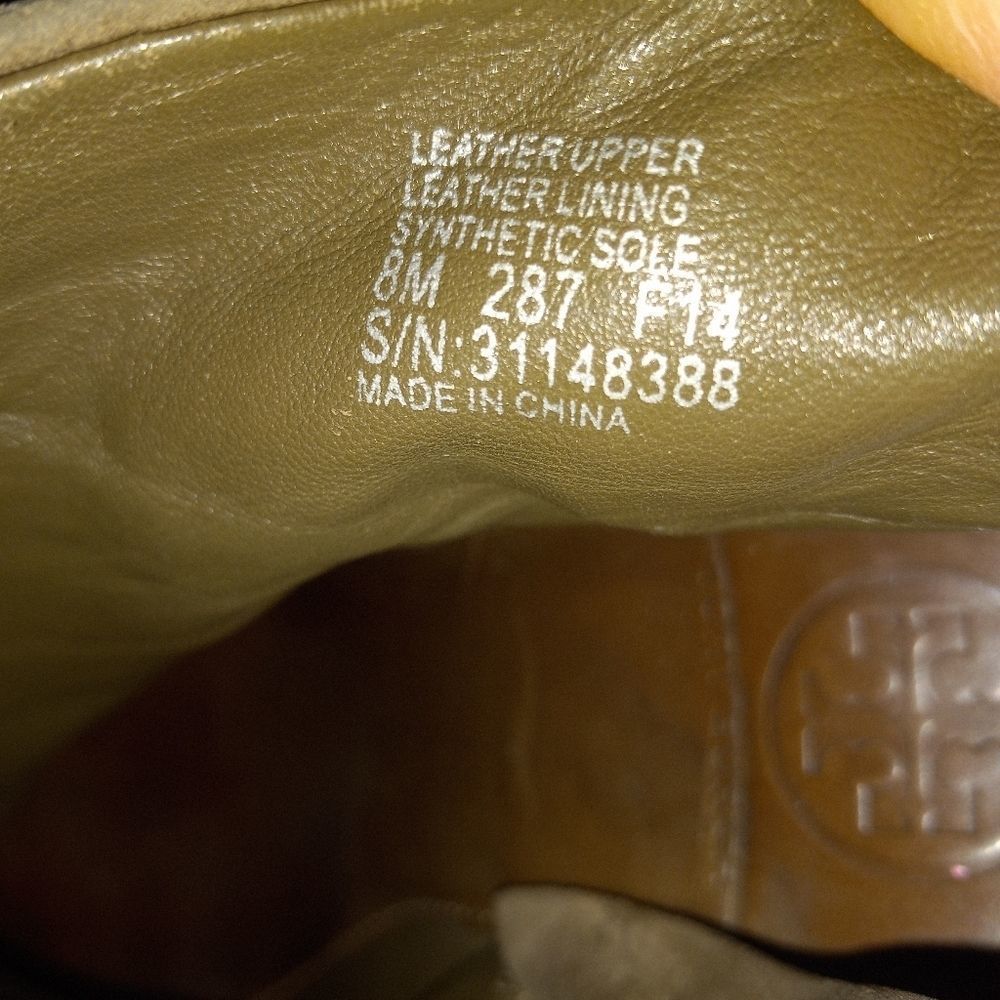 LEATHER UPPER
LEATHER LINING
SYNTHETIC SOLE
8M 287 F14
S/N:31148388
MADE IN CHINA